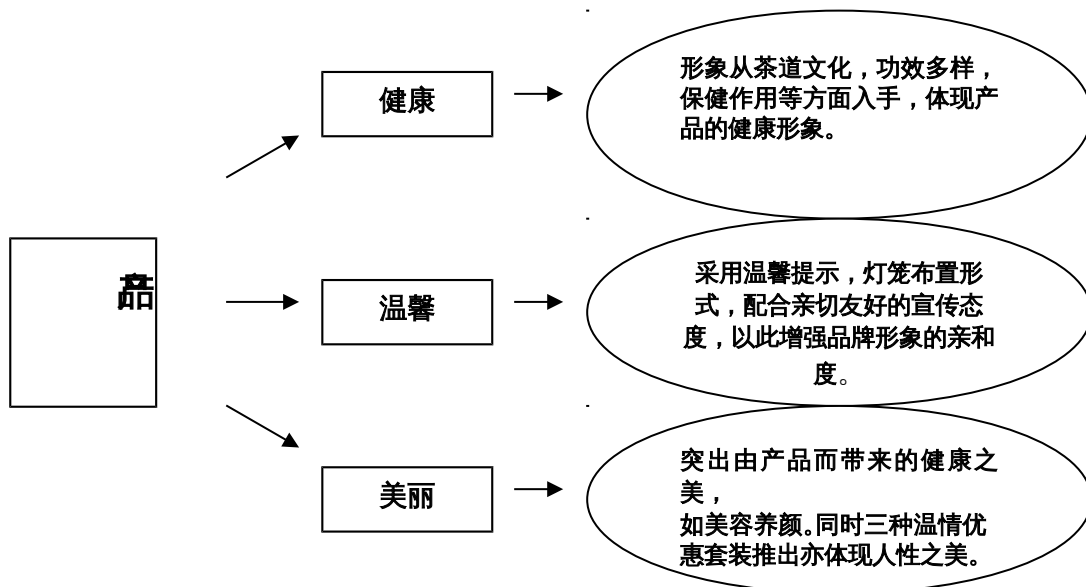 产品
健康
形象从茶道文化，功效多样，
保健作用等方面入手，体现产
品的健康形象。
温馨
采用温馨提示，灯笼布置形
式，配合亲切友好的宣传态
度，以此增强品牌形象的亲和
度。
美丽
突出由产品而带来的健康之
美，
如美容养颜。同时三种温情优
惠套装推出亦体现人性之美。